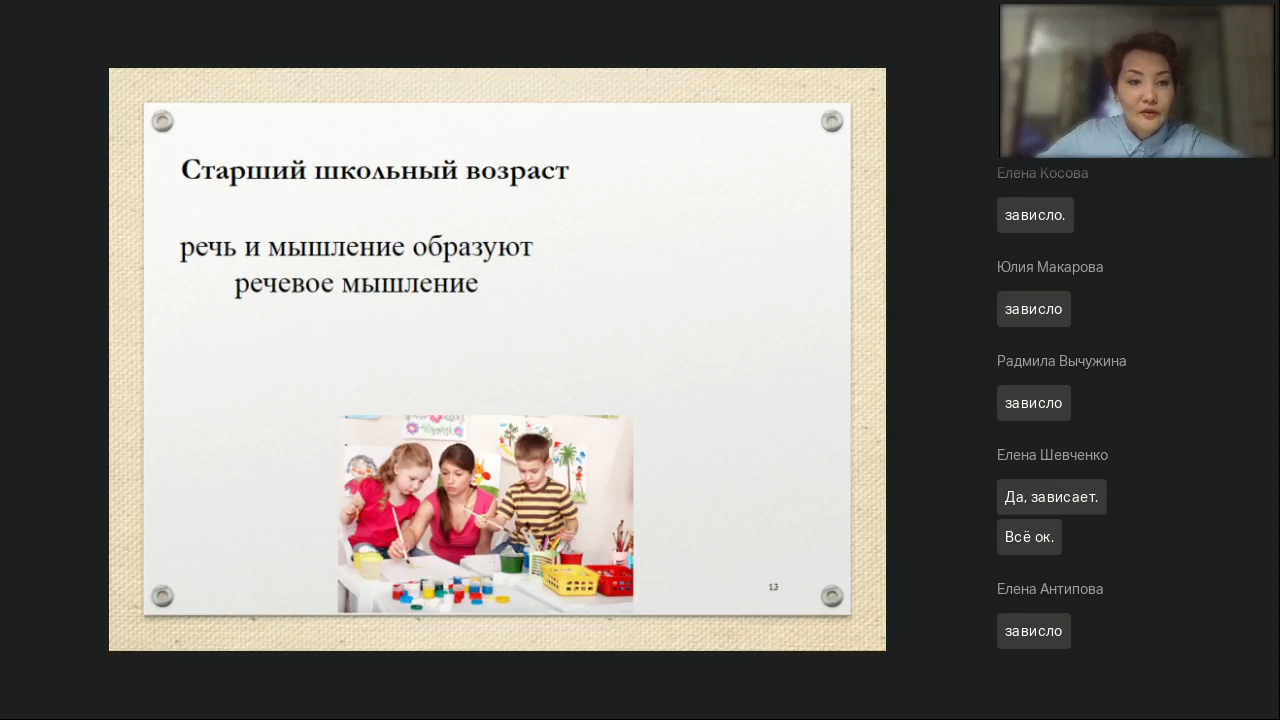 Старший школьный возраст
речь и мышление образуют
речевое мышление
13
Елена Косова
зависло.
Юлия Макарова
зависло
Радмила Вычужина
зависло
Елена Шевченко
Да, зависает.
Всё ок.
Елена Антипова
зависло